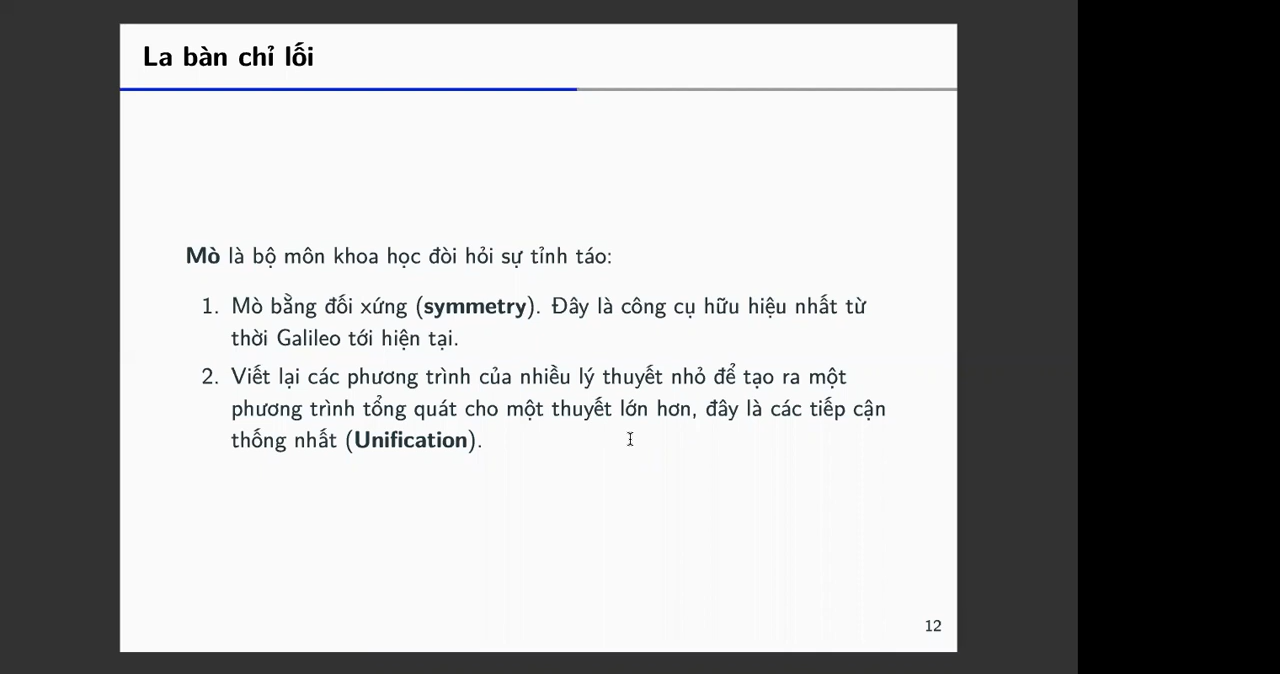 La bàn chỉ lối
Mò là bộ môn khoa học đòi hỏi sự tỉnh táo:
1. Mò bằng đối xứng (symmetry). Đây là công cụ hữu hiệu nhất từ
thời Galileo tới hiện tại.
2. Viết lại các phương trình của nhiều lý thuyết nhỏ để tạo ra một
phương trình tổng quát cho một thuyết lớn hơn, đây là các tiếp cận
thống nhất (Unification).
12